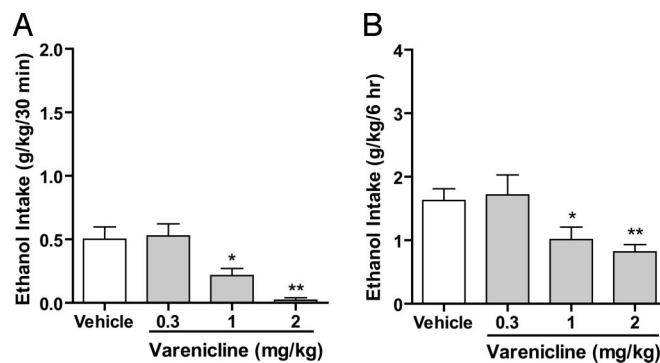 A
Ethanol Intake (g/kg/30 min)
2.0
1.5
1.0
0.5
0.0
*
**
Vehicle 0.3 1 2
Varenicline (mg/kg)
B
Ethanol Intake (g/kg/6 hr)
4
3
2
1
0
*
**
Vehicle 0.3 1 2
Varenicline (mg/kg)